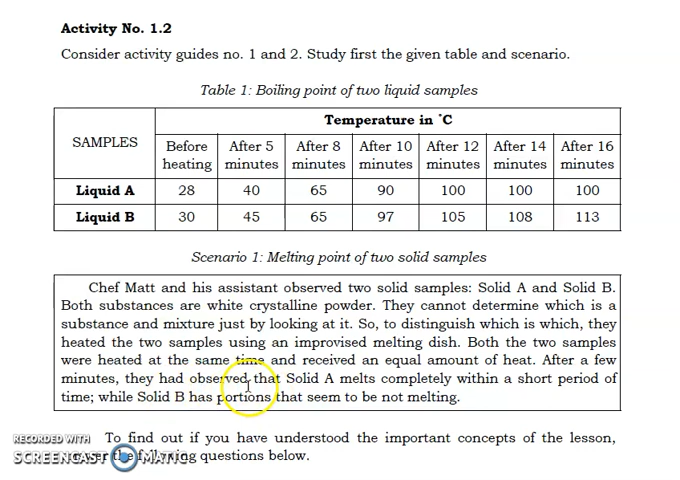 Activity No. 1.2
Consider activity guides no. 1 and 2. Study first the given table and scenario.
Table 1: Boiling point of two liquid samples
SAMPLES
Temperature in ˚C
Before heating After 5 minutes After 8 minutes After 10 minutes After 12 minutes After 14 minutes After 16 minutes
Liquid A 28 40 65 90 100 100 100
Liquid B 30 45 65 97 105 108 113
Scenario 1: Melting point of two solid samples
Chef Matt and his assistant observed two solid samples: Solid A and Solid B.
Both substances are white crystalline powder. They cannot determine which is a
substance and mixture just by looking at it. So, to distinguish which is which, they
heated the two samples using an improvised melting dish. Both the two samples
were heated at the same time and received an equal amount of heat. After a few
minutes, they had observed that Solid A melts completely within a short period of
time; while Solid B has portions that seem to be not melting.
To find out if you have understood the important concepts of the lesson,
the following questions below.
RECORDED WITH
SCREENCAST MATIC